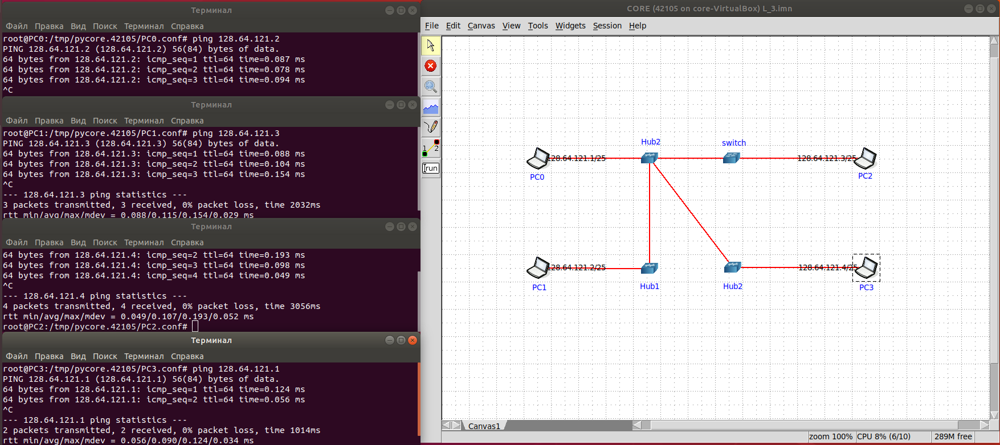 Терминал
Файл Правка Вид Поиск Терминал Справка
root@PC0:/tmp/pycore.42105/PC0.conf# ping 128.64.121.2
PING 128.64.121.2 (128.64.121.2) 56(84) bytes of data.
64 bytes from 128.64.121.2: icmp_seq=1 ttl=64 time=0.087 ms
64 bytes from 128.64.121.2: icmp_seq=2 ttl=64 time=0.078 ms
64 bytes from 128.64.121.2: icmp_seq=3 ttl=64 time=0.094 ms
^C
Терминал
Файл Правка Вид Поиск Терминал Справка
root@PC1:/tmp/pycore.42105/PC1.conf# ping 128.64.121.3
PING 128.64.121.3 (128.64.121.3) 56(84) bytes of data.
64 bytes from 128.64.121.3: icmp_seq=1 ttl=64 time=0.088 ms
64 bytes from 128.64.121.3: icmp_seq=2 ttl=64 time=0.104 ms
64 bytes from 128.64.121.3: icmp_seq=3 ttl=64 time=0.154 ms
^C
--- 128.64.121.3 ping statistics ---
3 packets transmitted, 3 received, 0% packet loss, time 2032ms
rtt min/avg/max/mdev = 0.088/0.115/0.154/0.029 ms
Терминал
Файл Правка Вид Поиск Терминал Справка
64 bytes from 128.64.121.4: icmp_seq=2 ttl=64 time=0.193 ms
64 bytes from 128.64.121.4: icmp_seq=3 ttl=64 time=0.098 ms
64 bytes from 128.64.121.4: icmp_seq=4 ttl=64 time=0.049 ms
^C
--- 128.64.121.4 ping statistics ---
4 packets transmitted, 4 received, 0% packet loss, time 3056ms
rtt min/avg/max/mdev = 0.049/0.107/0.193/0.052 ms
root@PC2:/tmp/pycore.42105/PC2.conf#
Терминал
Файл Правка Вид Поиск Терминал Справка
root@PC3:/tmp/pycore.42105/PC3.conf# ping 128.64.121.1
PING 128.64.121.1 (128.64.121.1) 56(84) bytes of data.
64 bytes from 128.64.121.1: icmp_seq=1 ttl=64 time=0.124 ms
64 bytes from 128.64.121.1: icmp_seq=2 ttl=64 time=0.056 ms
^C
--- 128.64.121.1 ping statistics ---
2 packets transmitted, 2 received, 0% packet loss, time 1014ms
rtt min/avg/max/mdev = 0.056/0.090/0.124/0.034 ms
CORE (42105 on core-VirtualBox) L_3.imn
File Edit Canvas View Tools Widgets Session Help
1 2
run
Hub2 switch
28.64.121.1/25 128.64.121.3/25
PC0 PC2
28.64.121.2/25 128.64.121.4/25
PC1 Hub1 Hub2 PC3
Canvas1
zoom 100% CPU 8% (6/10) 289M free